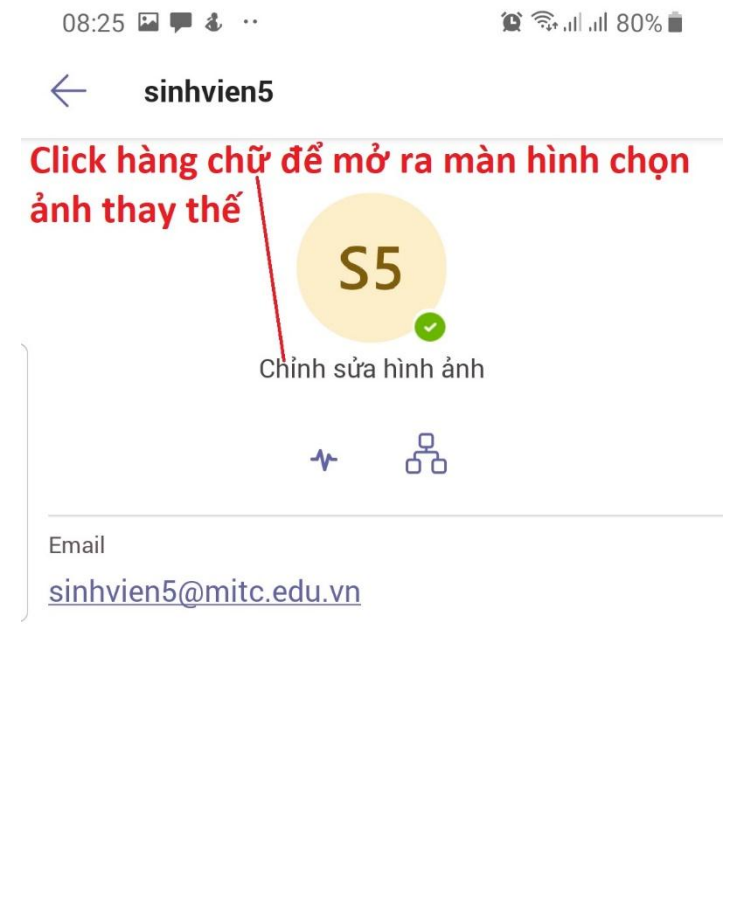 08:25 80%
sinhvien5
Click hàng chữ để mở ra màn hình chọn
ảnh thay thế
S5
Chỉnh sửa hình ảnh
Email
sinhvien5@mitc.edu.vn